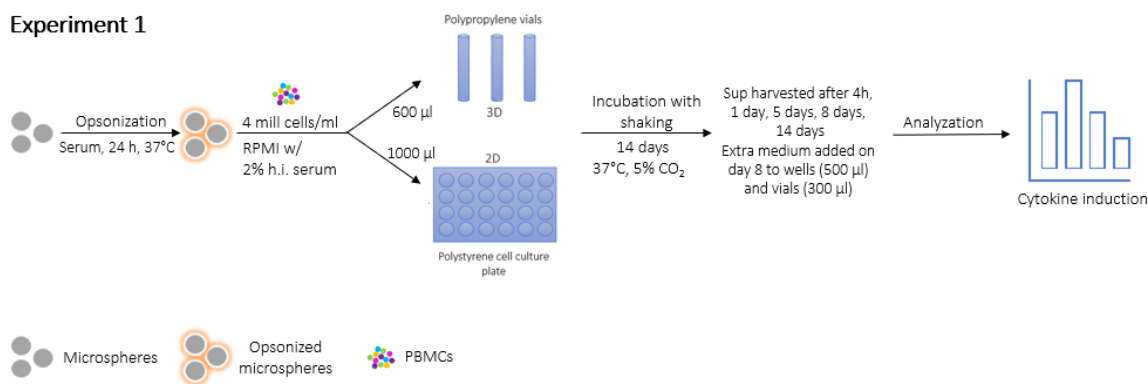 Experiment 1
Opsonization
Serum, 24 h, 37°C
4 mill cells/ml
RPMI w/
2% h.i. serum
600 µl
1000 µl
Polypropylene vials
3D
2D
Polystyrene cell culture
plate
Incubation with
shaking
14 days
37°C, 5% CO₂
Sup harvested after 4h,
1 day, 5 days, 8 days,
14 days
Extra medium added on
day 8 to wells (500 µl)
and vials (300 µl)
Analyzation
Cytokine induction
Microspheres
Opsonized
microspheres
PBMCs